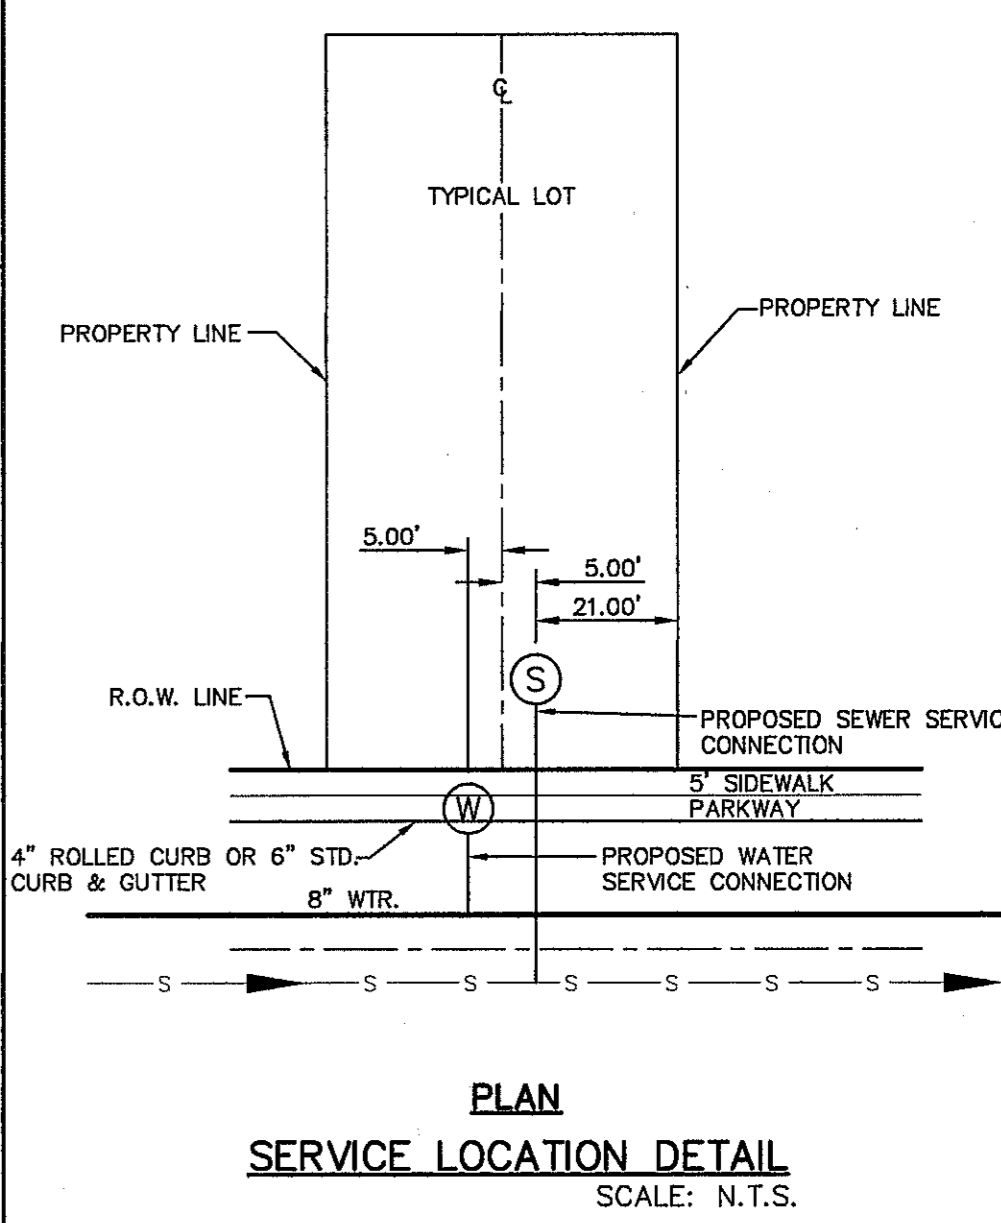 ℄
TYPICAL LOT
PROPERTY LINE
PROPERTY LINE
5.00'
5.00'
21.00'
S
R.O.W. LINE
PROPOSED SEWER SERVIC
CONNECTION
5' SIDEWALK
W
PARKWAY
4" ROLLED CURB OR 6" STD.
CURB & GUTTER
PROPOSED WATER
SERVICE CONNECTION
8" WTR.
S S S S S S S
PLAN
SERVICE LOCATION DETAIL
SCALE: N.T.S.